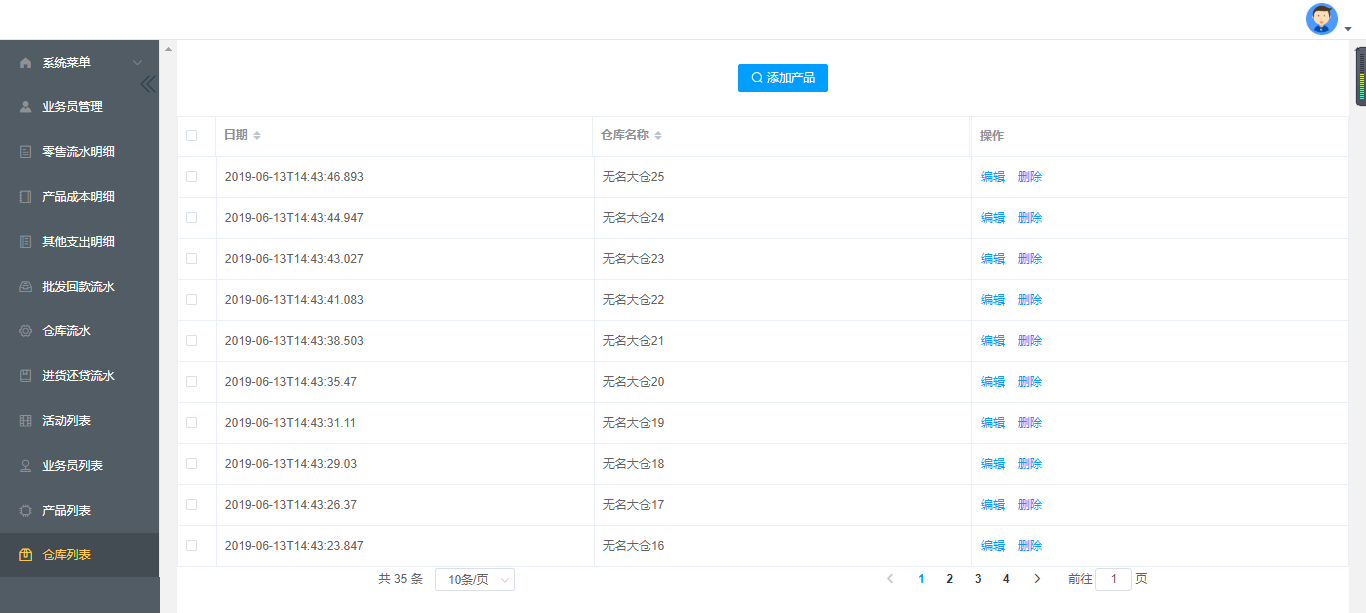 系统菜单
业务员管理
零售流水明细
产品成本明细
其他支出明细
批发回款流水
仓库流水
进货还贷流水
活动列表
业务员列表
产品列表
仓库列表
添加产品
日期 仓库名称 操作
2019-06-13T14:43:46.893 无名大仓25 编辑 删除
2019-06-13T14:43:44.947 无名大仓24 编辑 删除
2019-06-13T14:43:43.027 无名大仓23 编辑 删除
2019-06-13T14:43:41.083 无名大仓22 编辑 删除
2019-06-13T14:43:38.503 无名大仓21 编辑 删除
2019-06-13T14:43:35.47 无名大仓20 编辑 删除
2019-06-13T14:43:31.11 无名大仓19 编辑 删除
2019-06-13T14:43:29.03 无名大仓18 编辑 删除
2019-06-13T14:43:26.37 无名大仓17 编辑 删除
2019-06-13T14:43:23.847 无名大仓16 编辑 删除
共 35 条 10条/页 1 2 3 4 前往 1 页